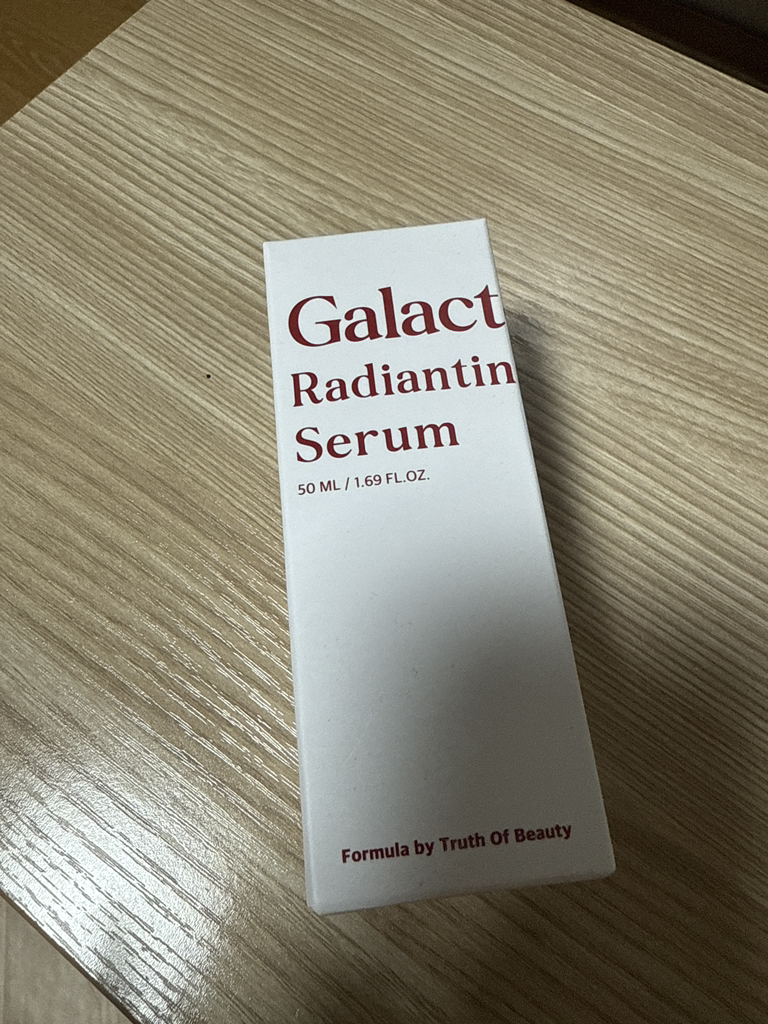 Galact
Radiantin
Serum
50 ML / 1.69 FL.OZ.
Formula by Truth Of Beauty